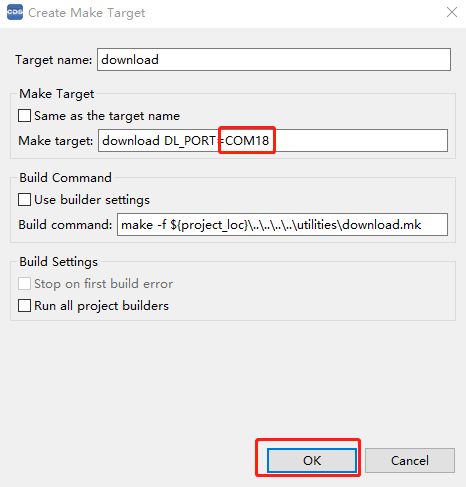 CDS Create Make Target
Target name: download
Make Target
Same as the target name
Make target: download DL_PORT=COM18
Build Command
Use builder settings
Build command: make -f ${project_loc}\..\..\..\..\utilities\download.mk
Build Settings
Stop on first build error
Run all project builders
OK Cancel